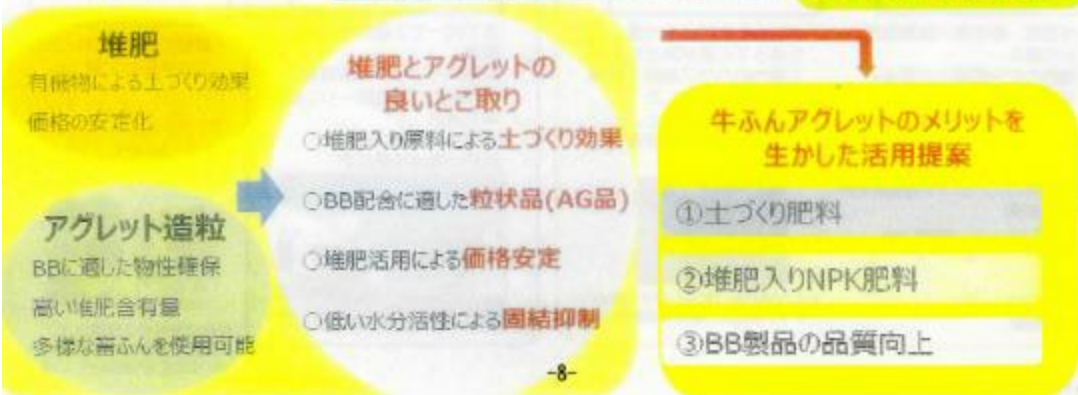 堆肥
有機物による土づくり効果
価格の安定化
アグレット造粒
BBに適した物性確保
高い堆肥含有量
多様な畜ふんを使用可能
堆肥とアグレットの
良いとこ取り
○堆肥入り原料による土づくり効果
○BB配合に適した粒状品(AG品)
○堆肥活用による価格安定
○低い水分活性による固結抑制
牛ふんアグレットのメリットを
生かした活用提案
①土づくり肥料
②堆肥入りNPK肥料
③BB製品の品質向上
-8-